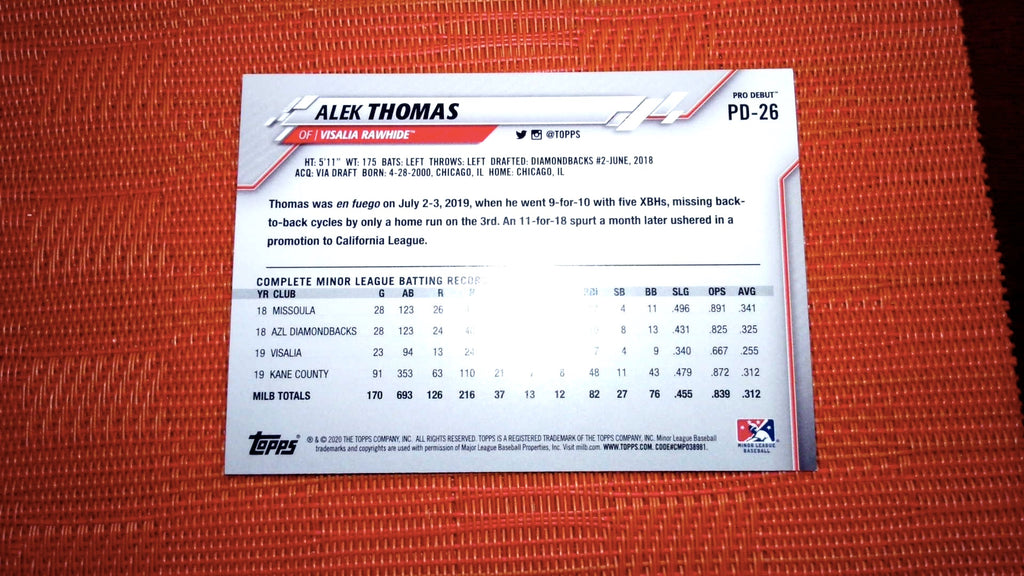 PRO DEBUT™
PD-26
ALEK THOMAS
OF | VISALIA RAWHIDE™
@TOPPS
HT: 5'11" WT: 175 BATS: LEFT THROWS: LEFT DRAFTED: DIAMONDBACKS #2-JUNE, 2018
ACQ: VIA DRAFT BORN: 4-28-2000, CHICAGO, IL HOME: CHICAGO, IL
Thomas was en fuego on July 2-3, 2019, when he went 9-for-10 with five XBHs, missing back-
to-back cycles by only a home run on the 3rd. An 11-for-18 spurt a month later ushered in a
promotion to California League.
COMPLETE MINOR LEAGUE BATTING RECORD
YR CLUB G AB R SB BB SLG OPS AVG
18 MISSOULA 28 123 26 4 11 .496 .891 .341
18 AZL DIAMONDBACKS 28 123 24 8 13 .431 .825 .325
19 VISALIA 23 94 13 24 7 4 9 .340 .667 .255
19 KANE COUNTY 91 353 63 110 21 7 8 48 11 43 .479 .872 .312
MILB TOTALS 170 693 126 216 37 13 12 82 27 76 .455 .839 .312
Topps
® & © 2020 THE TOPPS COMPANY, INC. ALL RIGHTS RESERVED. TOPPS IS A REGISTERED TRADEMARK OF THE TOPPS COMPANY, INC. Minor League Baseball
trademarks and copyrights are used with permission of Major League Baseball Properties, Inc. Visit milb.com. WWW.TOPPS.COM. CODE#CMP038981.
MINOR LEAGUE
BASEBALL